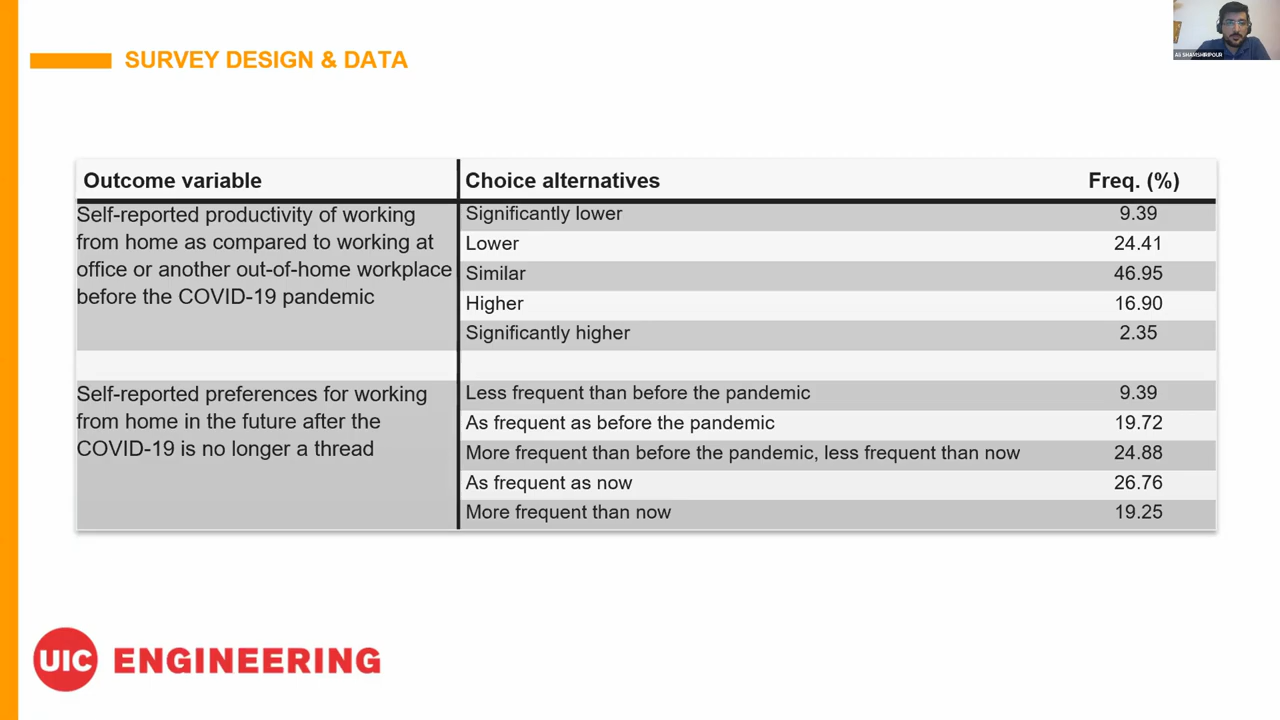 SURVEY DESIGN & DATA
Ali SHAMSHIRIPOUR
Outcome variable Choice alternatives Freq. (%)
Self-reported productivity of working
from home as compared to working at
office or another out-of-home workplace
before the COVID-19 pandemic
Significantly lower 9.39
Lower 24.41
Similar 46.95
Higher 16.90
Significantly higher 2.35
Self-reported preferences for working
from home in the future after the
COVID-19 is no longer a thread
Less frequent than before the pandemic 9.39
As frequent as before the pandemic 19.72
More frequent than before the pandemic, less frequent than now 24.88
As frequent as now 26.76
More frequent than now 19.25
UIC ENGINEERING